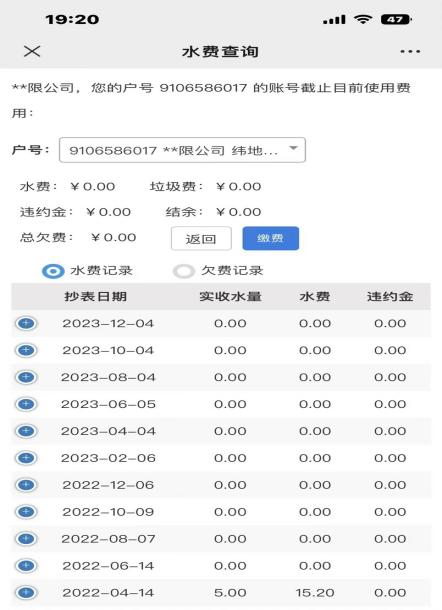 19:20
47
水费查询
**限公司，您的户号 9106586017 的账号截止目前使用费
用：
户号： 9106586017 **限公司 纬地...
水费：￥0.00 垃圾费：￥0.00
违约金：￥0.00 结余：￥0.00
总欠费：￥0.00 返回 缴费
水费记录 欠费记录
抄表日期 实收水量 水费 违约金
2023-12-04 0.00 0.00 0.00
2023-10-04 0.00 0.00 0.00
2023-08-04 0.00 0.00 0.00
2023-06-05 0.00 0.00 0.00
2023-04-04 0.00 0.00 0.00
2023-02-06 0.00 0.00 0.00
2022-12-06 0.00 0.00 0.00
2022-10-09 0.00 0.00 0.00
2022-08-07 0.00 0.00 0.00
2022-06-14 0.00 0.00 0.00
2022-04-14 5.00 15.20 0.00